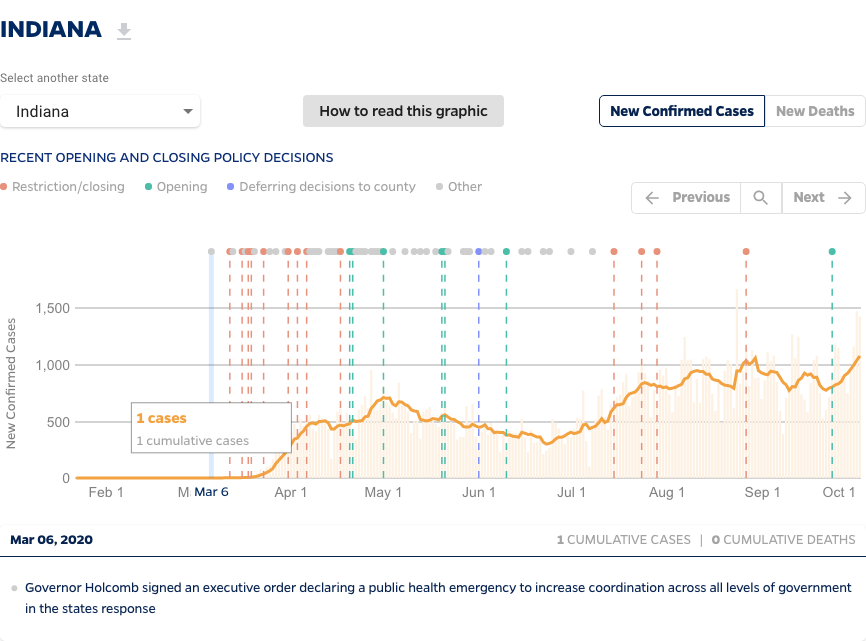 INDIANA
Select another state
Indiana
How to read this graphic
New Confirmed Cases
New Deaths
RECENT OPENING AND CLOSING POLICY DECISIONS
Restriction/closing
Opening
Deferring decisions to county
Other
Previous
Next
New Confirmed Cases
1,500
1,000
500
0
1 cases
1 cumulative cases
Feb 1
M
Mar 6
Apr 1
May 1
Jun 1
Jul 1
Aug 1
Sep 1
Oct 1
Mar 06, 2020
1 CUMULATIVE CASES | 0 CUMULATIVE DEATHS
Governor Holcomb signed an executive order declaring a public health emergency to increase coordination across all levels of government
in the states response